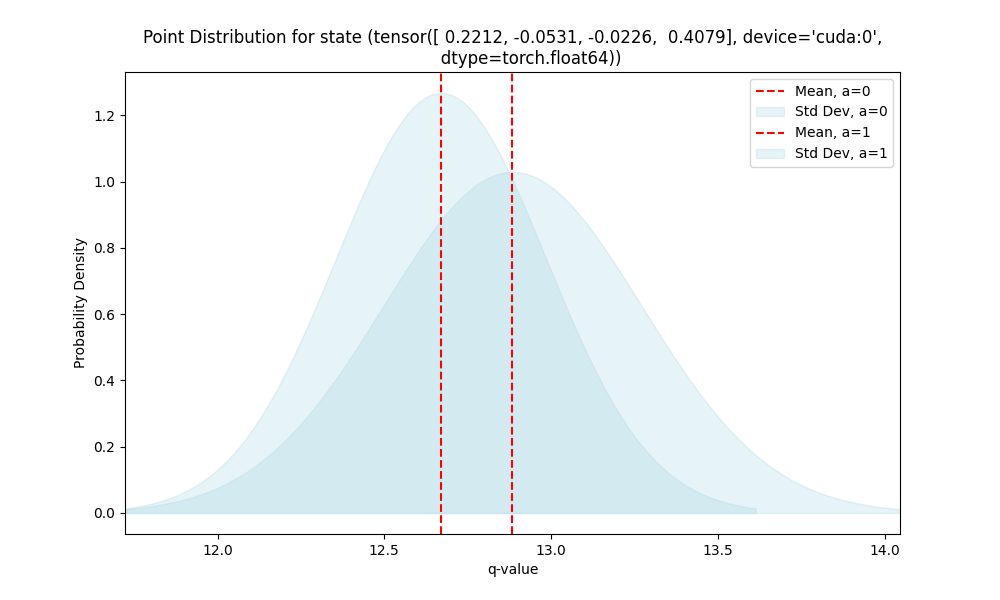 Point Distribution for state (tensor([ 0.2212, -0.0531, -0.0226,  0.4079], device='cuda:0',
dtype=torch.float64))
Mean, a=0
Std Dev, a=0
Mean, a=1
Std Dev, a=1
Probability Density
1.2
1.0
0.8
0.6
0.4
0.2
0.0
12.0 12.5 13.0 13.5 14.0
q-value